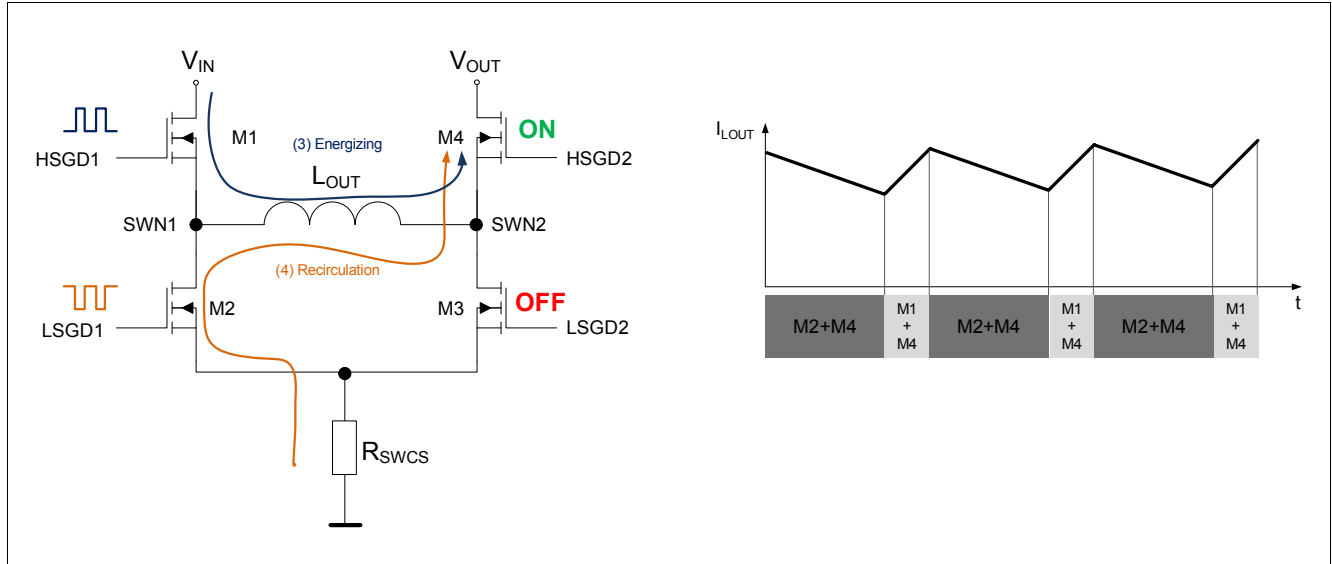 VIN VOUT
M1 M4 ON
(3) Energizing
HSGD1 HSGD2
LOUT
SWN1 SWN2
(4) Recirculation
M2 M3 OFF
LSGD1 LSGD2
RSWCS
ILOUT
t
M2+M4 M1 + M4 M2+M4 M1 + M4 M2+M4 M1 + M4